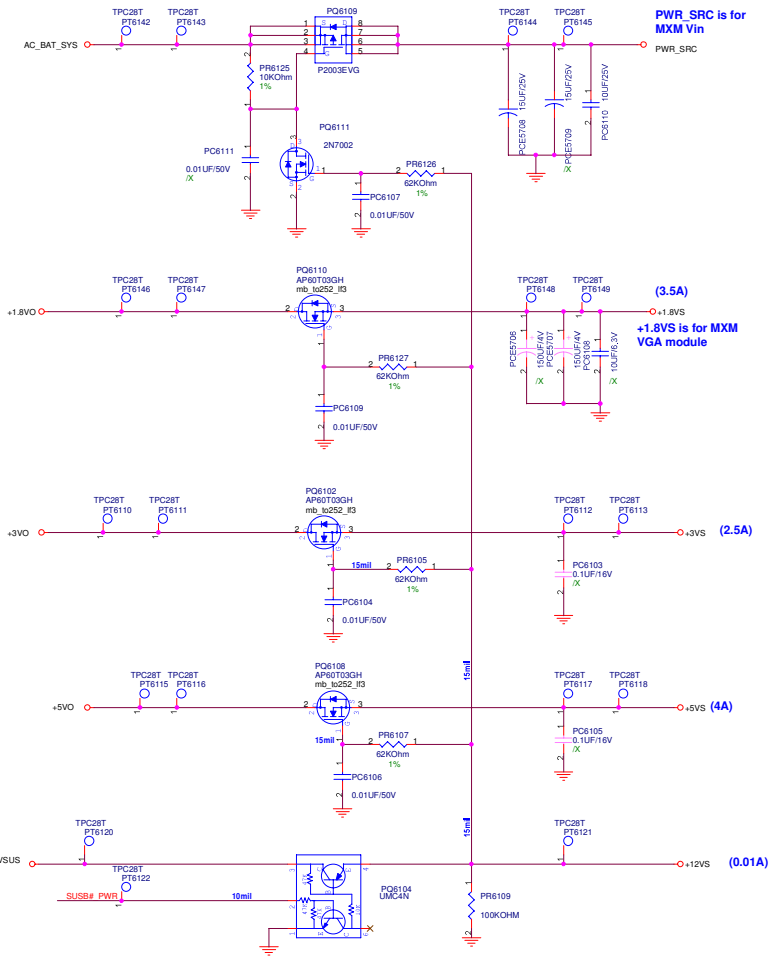 TPC28T
PT6142
TPC28T
PT6143
PQ6109
P2003EVG
TPC28T
PT6144
TPC28T
PT6145
PWR_SRC is for
MXM Vin
AC_BAT_SYS
PWR_SRC
PR6125
10KOhm
1%
15UF/25V
PCE5708
15UF/25V
PCE5709
/X
10UF/25V
PC6110
PQ6111
2N7002
PC6111
0.01UF/50V
/X
PR6126
62KOhm
1%
PC6107
0.01UF/50V
TPC28T
PT6146
TPC28T
PT6147
PQ6110
AP60T03GH
mb_to252_lf3
TPC28T
PT6148
TPC28T
PT6149
(3.5A)
+1.8VO
+1.8VS
+1.8VS is for MXM
VGA module
PCE5706
150UF/4V
/X
PCE5707
150UF/4V
PC6108
10UF/6.3V
/X
PR6127
62KOhm
1%
PC6109
0.01UF/50V
TPC28T
PT6110
TPC28T
PT6111
PQ6102
AP60T03GH
mb_to252_lf3
TPC28T
PT6112
TPC28T
PT6113
+3VO
+3VS
(2.5A)
15mil
PR6105
62KOhm
1%
PC6103
0.1UF/16V
/X
PC6104
0.01UF/50V
15mil
TPC28T
PT6115
TPC28T
PT6116
PQ6108
AP60T03GH
mb_to252_lf3
TPC28T
PT6117
TPC28T
PT6118
+5VO
+5VS
(4A)
15mil
PR6107
62KOhm
1%
PC6105
0.1UF/16V
/X
PC6106
0.01UF/50V
15mil
TPC28T
PT6120
TPC28T
PT6121
VSUS
+12VS
(0.01A)
TPC28T
PT6122
SUSB#_PWR
10mil
PQ6104
UMC4N
PR6109
100KOHM